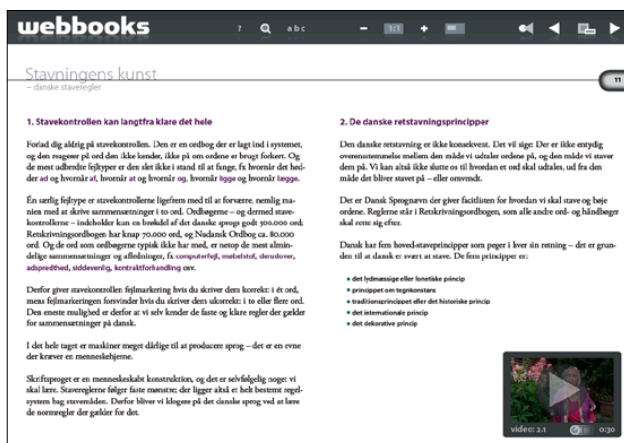 webbooks
? abc
1:1
Stavningens kunst
– danske staveregler
11
1. Stavekontrollen kan langtfra klare det hele
Forlad dig aldrig på stavekontrollen. Den er en ordbog der er lagt ind i systemet,
og den reagerer på ord den ikke kender, ikke på om ordene er brugt forkert. Og
de mest udbredte fejltyper er den slet ikke i stand til at fange, fx hvornår det hed-
der ad og hvornår af, hvornår at og hvornår og, hvornår ligge og hvornår lægge.
Én særlig fejltype er stavekontrollerne ligefrem med til at forværre, nemlig ma-
nien med at skrive sammensætninger i to ord. Ordbøgerne – og dermed stave-
kontrollerne – indeholder kun en brøkdel af det danske sprogs godt 500.000 ord:
Retskrivningsordbogen har knap 70.000 ord, og Nudansk Ordbog ca. 80.000
ord. Og de ord som ordbøgerne typisk ikke har med, er netop de mest almin-
delige sammensætninger og afledninger, fx computerfejl, møbelstof, derudover,
adspredthed, siddevenlig, kontraktforhandling osv.
Derfor giver stavekontrollen fejlmarkering hvis du skriver dem korrekt: i ét ord,
mens fejlmarkeringen forsvinder hvis du skriver dem ukorrekt: i to eller flere ord.
Den eneste mulighed er derfor at vi selv kender de faste og klare regler der gælder
for sammensætninger på dansk.
I det hele taget er maskiner meget dårlige til at producere sprog – det er en evne
der kræver en menneskehjerne.
Skriftsproget er en menneskeskabt konstruktion, og det er selvfølgelig noget vi
skal lære. Stavereglerne følger faste mønstre; der ligger altså et helt bestemt regel-
system bag stavemåden. Derfor bliver vi klogere på det danske sprog ved at lære
de normregler der gælder for det.
2. De danske retstavningsprincipper
Den danske retstavning er ikke konsekvent. Det vil sige: Der er ikke entydig
overensstemmelse mellem den måde vi udtaler ordene på, og den måde vi staver
dem på. Vi kan altså ikke slutte os til hvordan et ord skal udtales, ud fra den
måde det bliver stavet på – eller omvendt.
Det er Dansk Sprognævn der giver facitlisten for hvordan vi skal stave og bøje
ordene. Reglerne står i Retskrivningsordbogen, som alle andre ord- og håndbøger
skal rette sig efter.
Dansk har fem hoved-staveprincipper som peger i hver sin retning – det er grun-
den til at dansk er svært at stave. De fem principper er:
• det lydmæssige eller fonetiske princip
• princippet om tegnkonstans
• traditionsprincippet eller det historiske princip
• det internationale princip
• det dekorative princip
video: 2.1 0:30